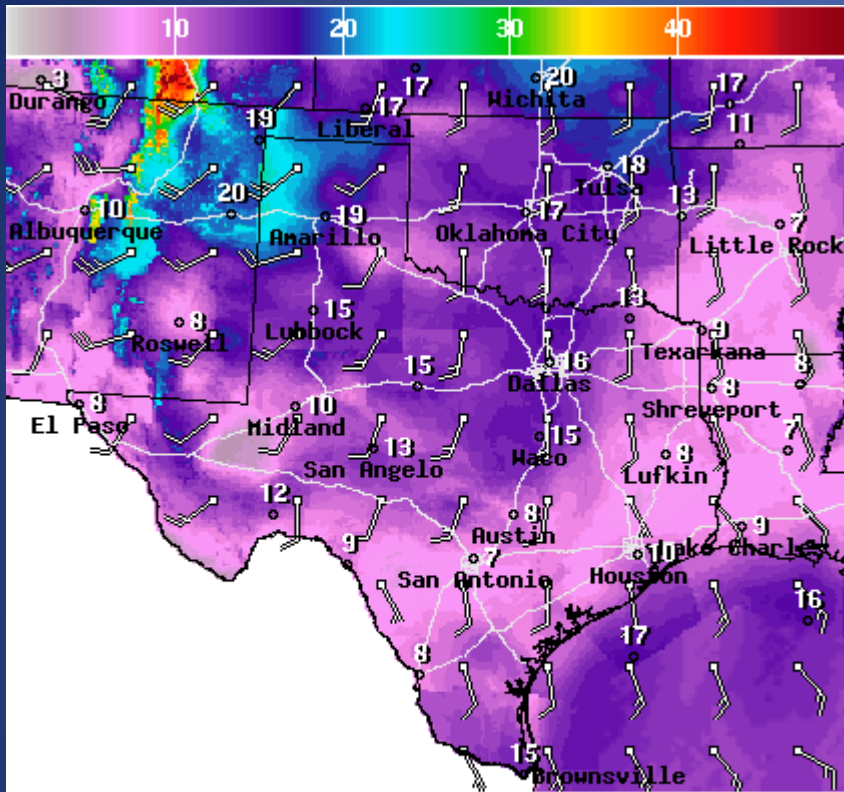 10 20 30 40
17 20 17
3
Durango Wichita
17
Liberal
19 11
18
Tulsa
10 20 19 17 13 7
Albuquerque Amarillo Oklahoma City Little Rock
15 13
8 9
Roswell Lubbock Texarkana
16
15 Dallas 8
8 10 8
El Paso Midland Shreveport
15
13 Waco 8 7
San Angelo Lufkin
12 8 9
Austin
9 7 10 Lake Charles
San Antonio Houston
16
17
8
15
Brownsville